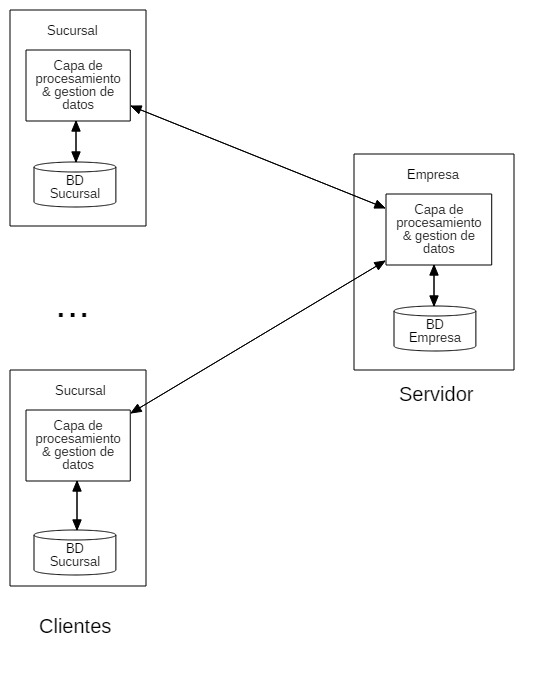 Sucursal
Capa de
procesamiento
& gestion de
datos
BD
Sucursal
Empresa
Capa de
procesamiento
& gestion de
datos
BD
Empresa
Servidor
...
Sucursal
Capa de
procesamiento
& gestion de
datos
BD
Sucursal
Clientes